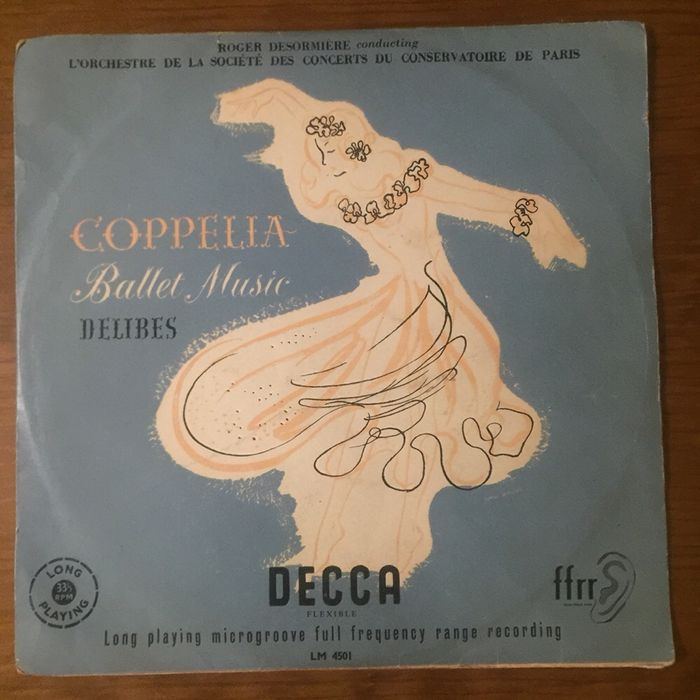 ROGER DESORMIÈRE conducting
L'ORCHESTRE DE LA SOCIÉTÉ DES CONCERTS DU CONSERVATOIRE DE PARIS
COPPELIA
Ballet Music
DELIBES
LONG
33⅓
RPM
PLAYING
DECCA
FLEXIBLE
ffrr
Long playing microgroove full frequency range recording
LM 4501